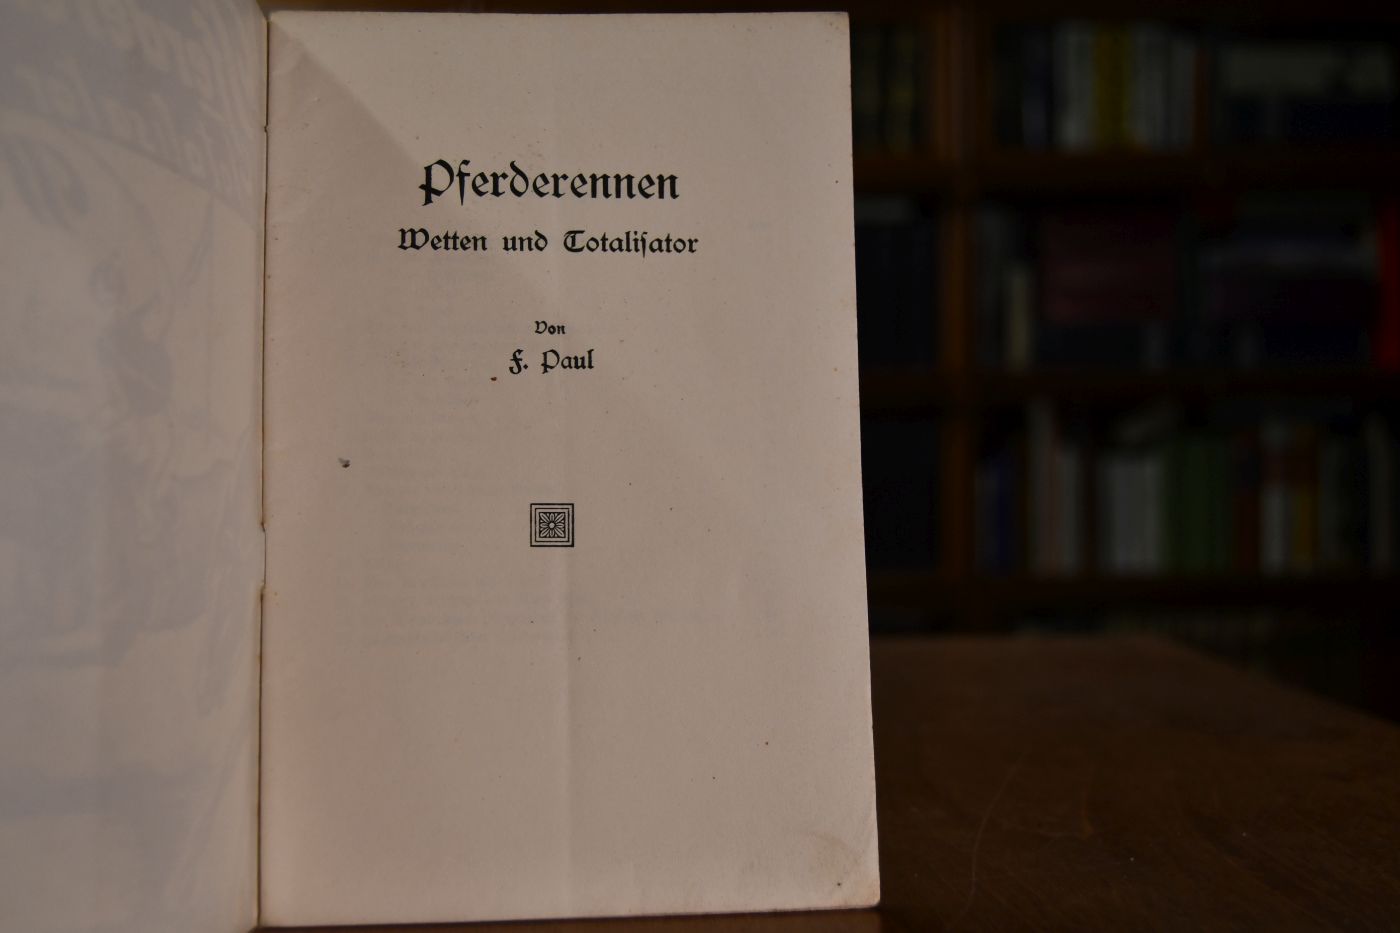 Pferderennen
Wetten und Totaliſator
Von
F. Paul